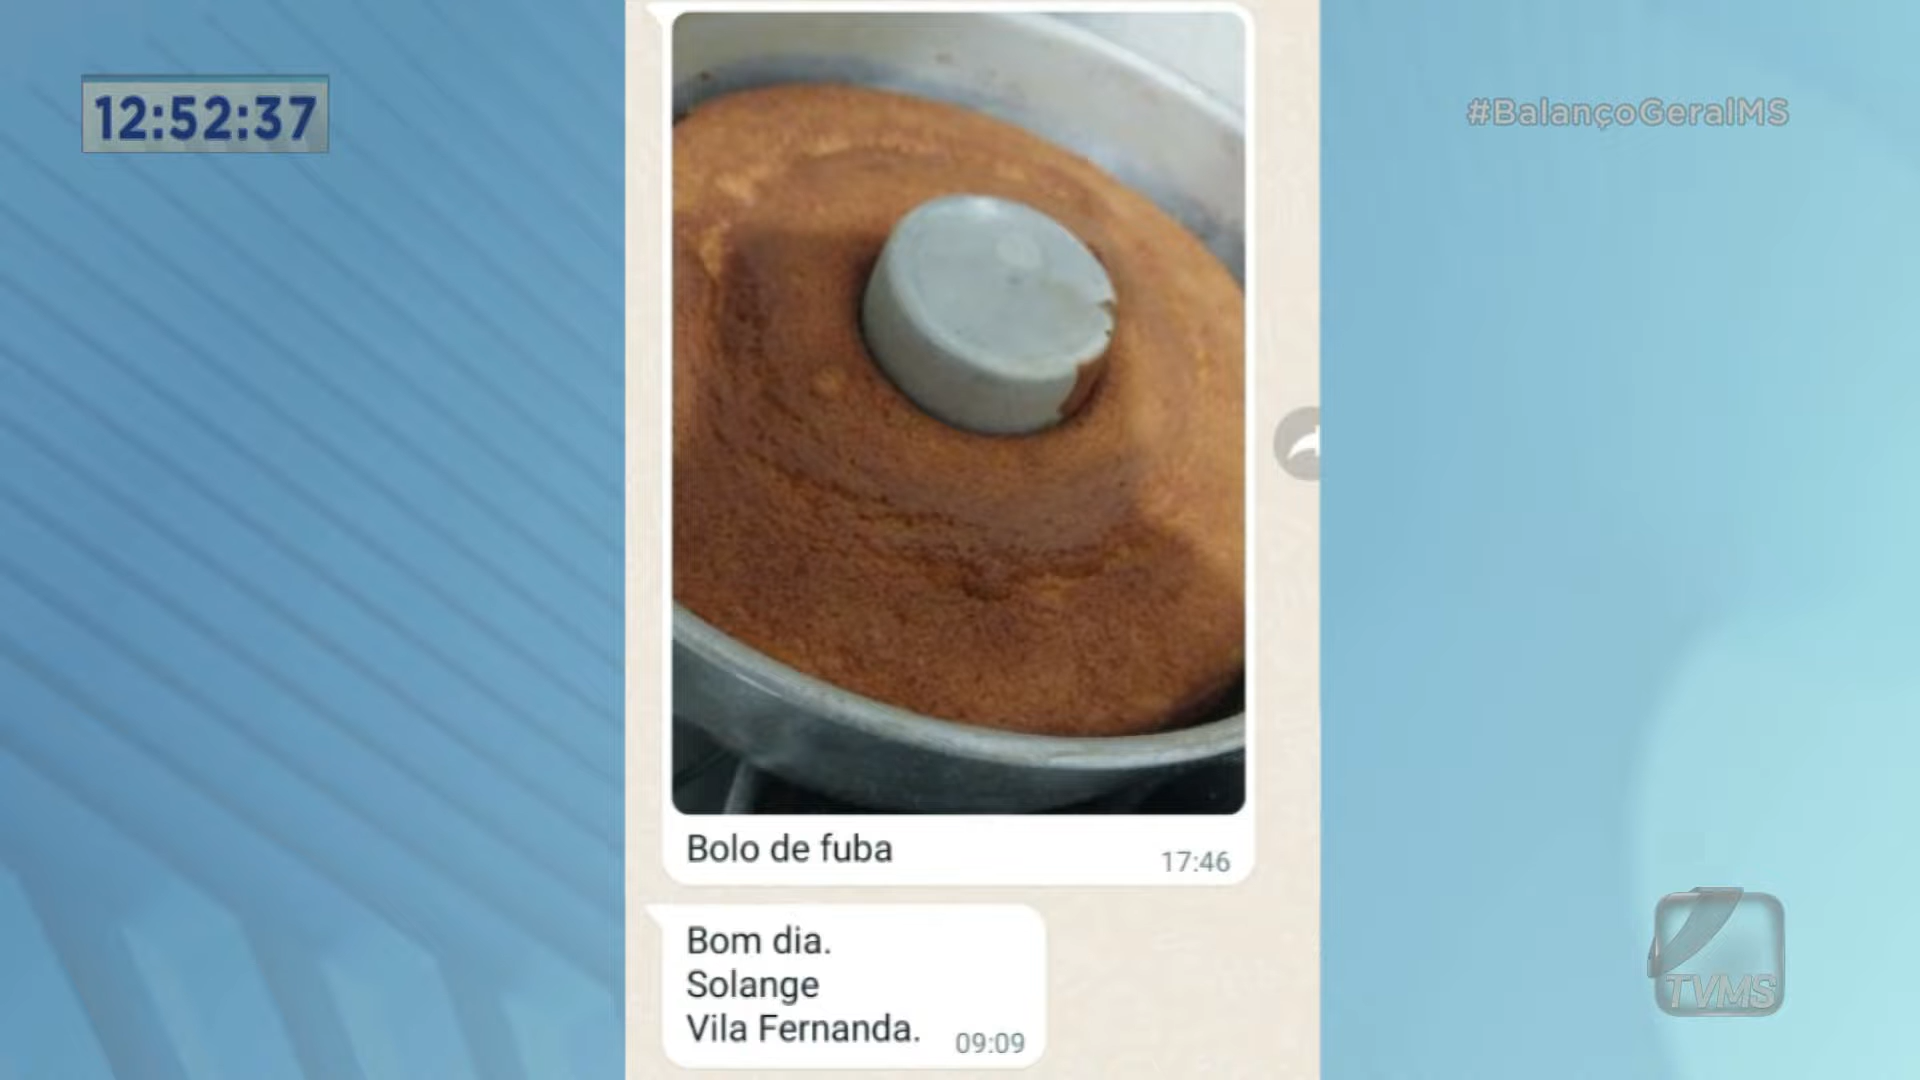 12:52:37
#BalançoGeralMS
Bolo de fuba
17:46
Bom dia.
Solange
Vila Fernanda.
09:09
TVMS